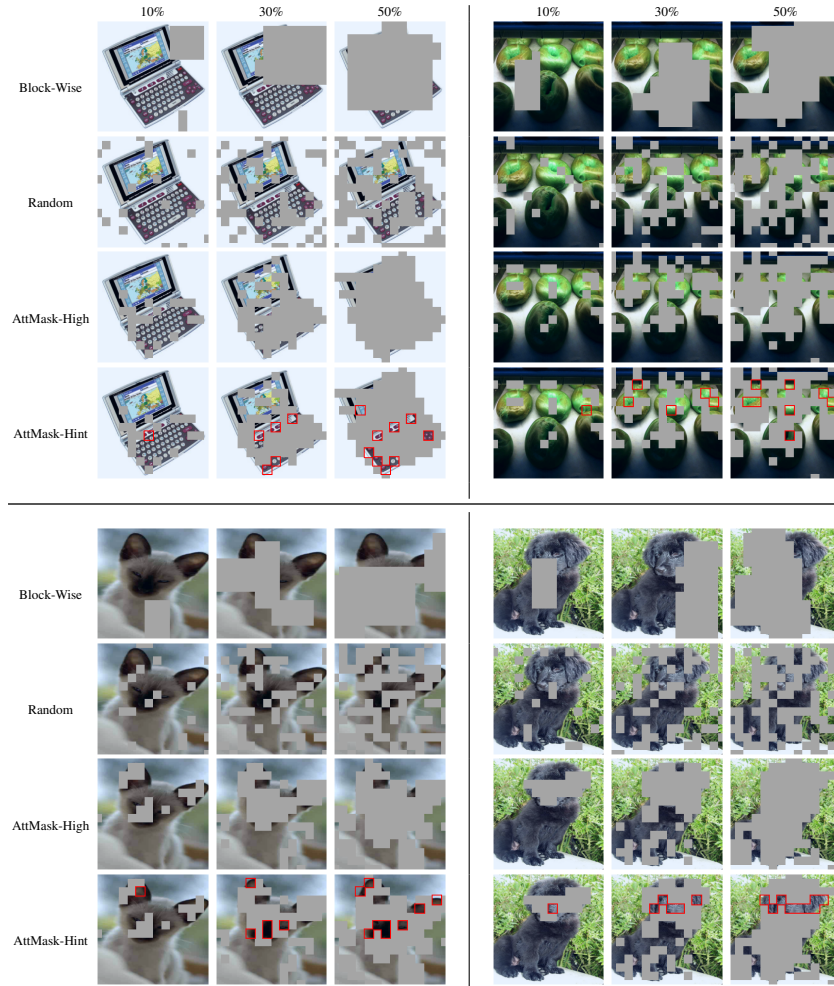 10% 30% 50% 10% 30% 50%
Block-Wise
Random
AttMask-High
AttMask-Hint
Block-Wise
Random
AttMask-High
AttMask-Hint